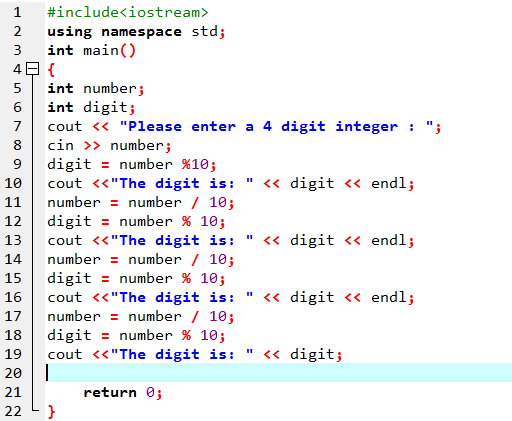 1 #include<iostream>
2 using namespace std;
3 int main()
4 {
5 int number;
6 int digit;
7 cout << "Please enter a 4 digit integer : ";
8 cin >> number;
9 digit = number %10;
10 cout <<"The digit is: " << digit << endl;
11 number = number / 10;
12 digit = number % 10;
13 cout <<"The digit is: " << digit << endl;
14 number = number / 10;
15 digit = number % 10;
16 cout <<"The digit is: " << digit << endl;
17 number = number / 10;
18 digit = number % 10;
19 cout <<"The digit is: " << digit;
20
21     return 0;
22 }